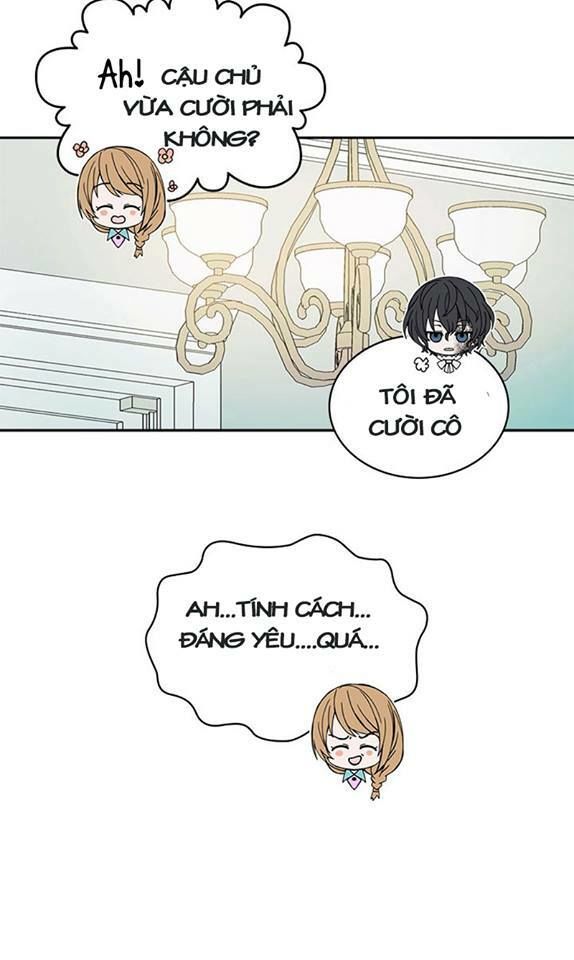 Ah! CẬU CHỦ
VỪA CƯỜI PHẢI
KHÔNG?
TÔI ĐÃ
CƯỜI CÔ
AH...TÍNH CÁCH...
ĐÁNG YÊU....QUÁ...